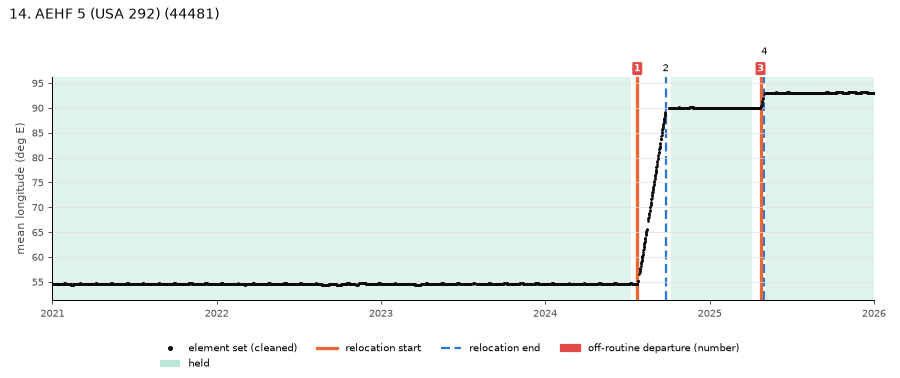 14. AEHF 5 (USA 292) (44481)
4
1 2 3
mean longitude (deg E)
95
90
85
80
75
70
65
60
55
2021 2022 2023 2024 2025 2026
element set (cleaned) relocation start relocation end off-routine departure (number)
held